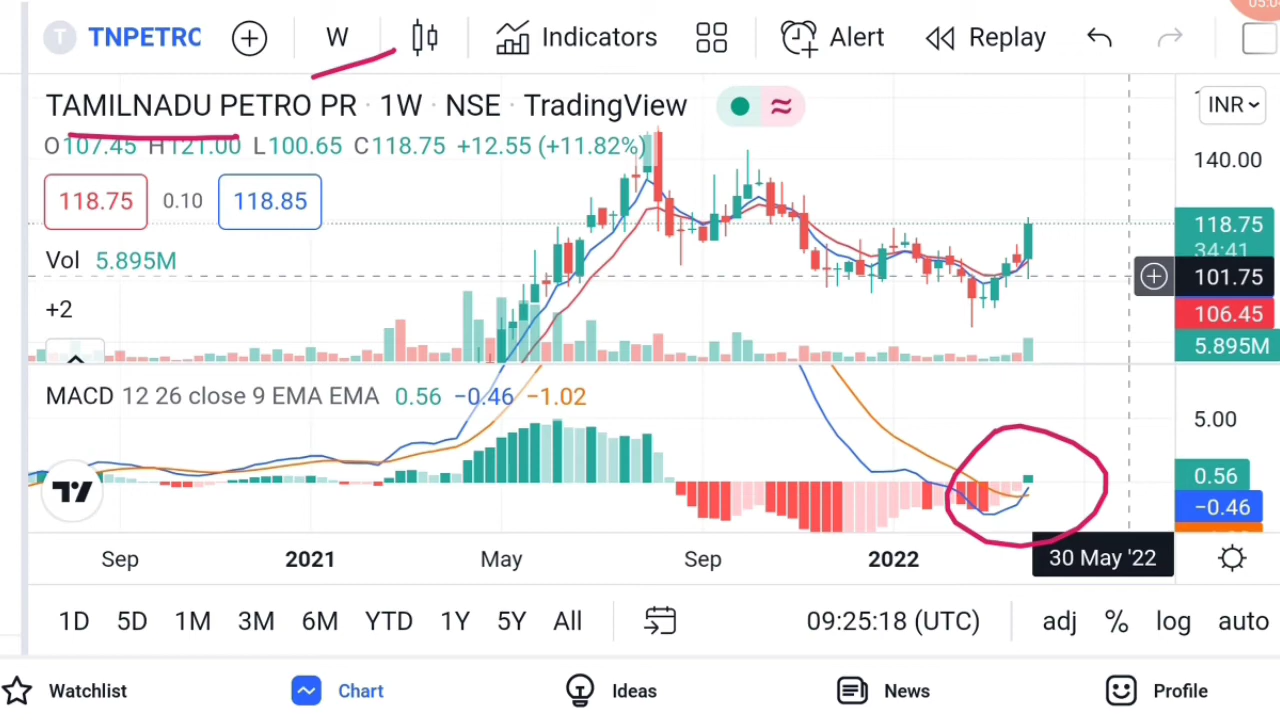 05:0
T TNPETRC W Indicators Alert Replay
TAMILNADU PETRO PR · 1W · NSE · TradingView
INR
O107.45 H121.00 L100.65 C118.75 +12.55 (+11.82%)
140.00
118.75 0.10 118.85
118.75
34:41
Vol 5.895M
101.75
+2
106.45
5.895M
MACD 12 26 close 9 EMA EMA 0.56 −0.46 −1.02
5.00
0.56
−0.46
Sep 2021 May Sep 2022 30 May '22
1D 5D 1M 3M 6M YTD 1Y 5Y All 09:25:18 (UTC) adj % log auto
Watchlist Chart Ideas News Profile